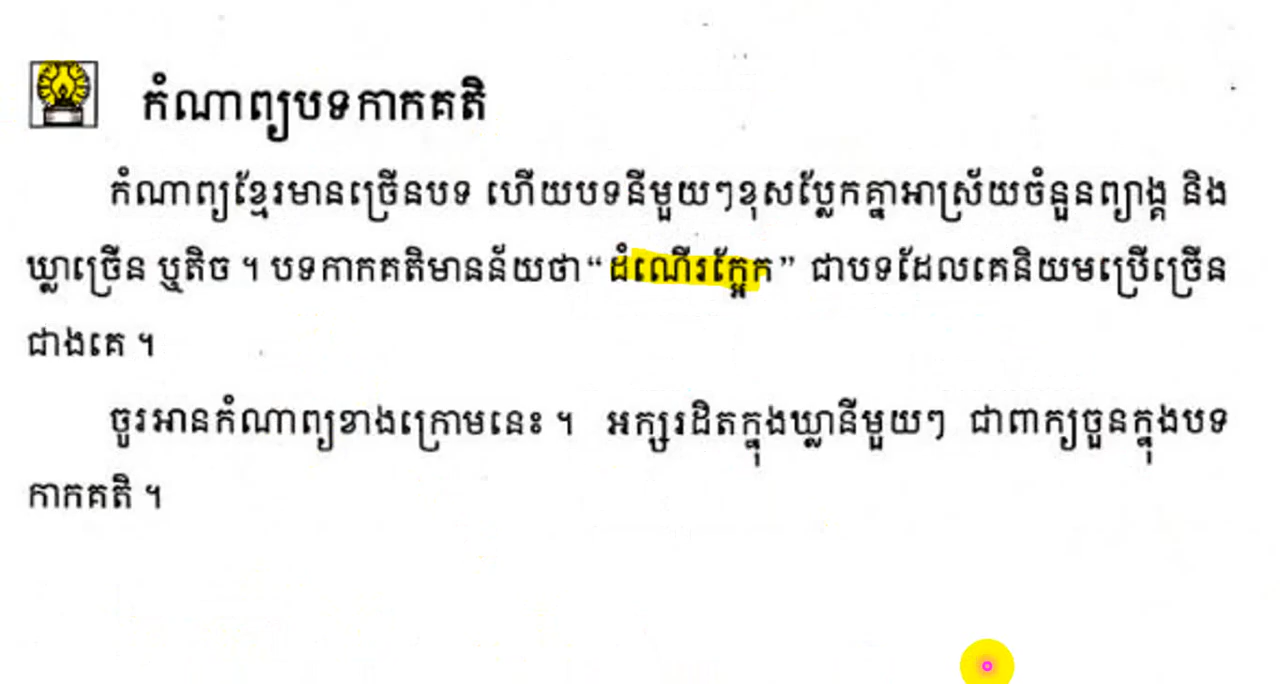 កំណាព្យបទកាកគតិ
កំណាព្យខ្មែរមានច្រើនបទ ហើយបទនីមួយៗខុសប្លែកគ្នាអាស្រ័យចំនួនព្យាង្គ និង
ឃ្លាច្រើន ឬតិច ។ បទកាកគតិមានន័យថា “ដំណើរក្អែក” ជាបទដែលគេនិយមប្រើច្រើន
ជាងគេ ។
ចូរអានកំណាព្យខាងក្រោមនេះ ។ អក្សរដិតក្នុងឃ្លានីមួយៗ ជាពាក្យចួនក្នុងបទ
កាកគតិ ។